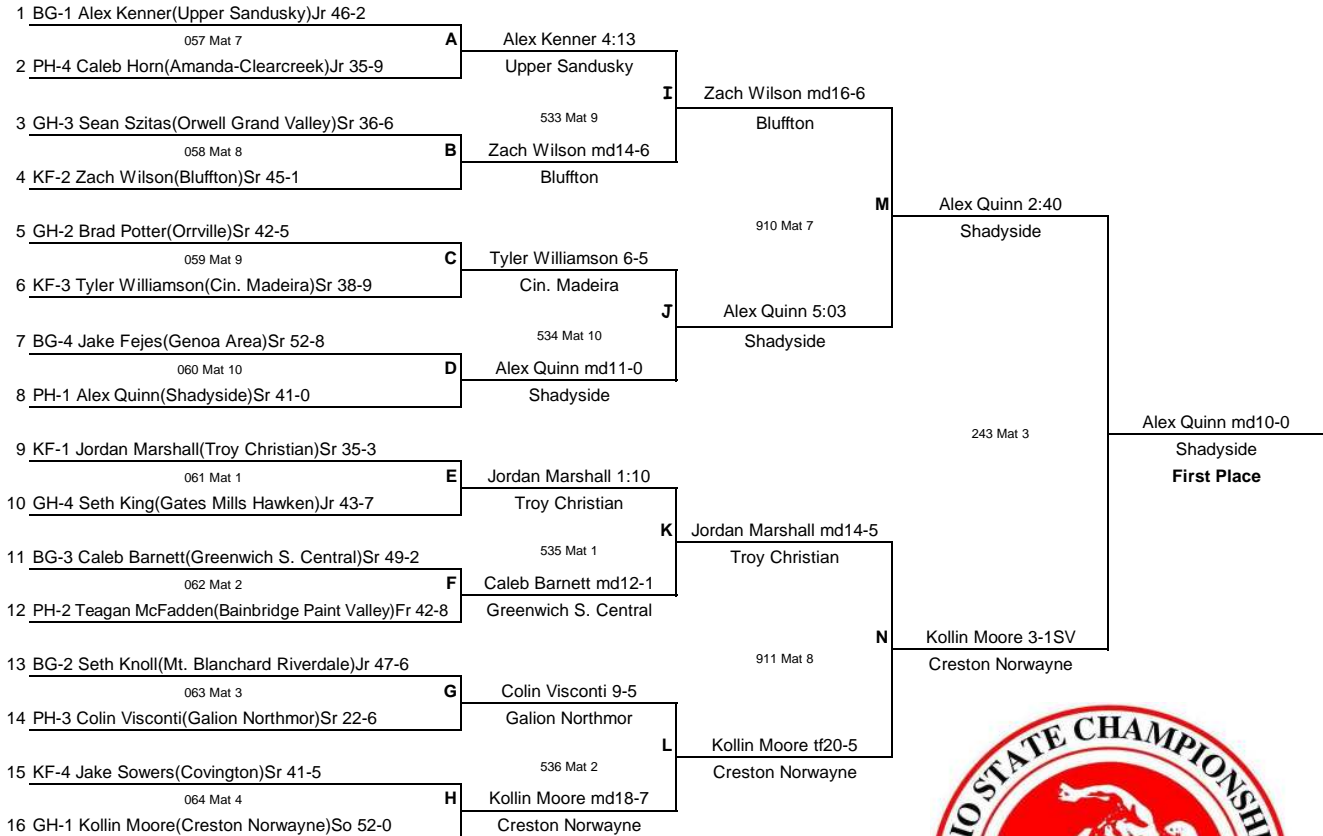 1 BG-1 Alex Kenner(Upper Sandusky)Jr 46-2
057 Mat 7
A
2 PH-4 Caleb Horn(Amanda-Clearcreek)Jr 35-9
Alex Kenner 4:13
Upper Sandusky
3 GH-3 Sean Szitas(Orwell Grand Valley)Sr 36-6
058 Mat 8
B
4 KF-2 Zach Wilson(Bluffton)Sr 45-1
533 Mat 9
I
Zach Wilson md14-6
Bluffton
Zach Wilson md16-6
Bluffton
5 GH-2 Brad Potter(Orrville)Sr 42-5
059 Mat 9
C
6 KF-3 Tyler Williamson(Cin. Madeira)Sr 38-9
Tyler Williamson 6-5
Cin. Madeira
7 BG-4 Jake Fejes(Genoa Area)Sr 52-8
060 Mat 10
D
8 PH-1 Alex Quinn(Shadyside)Sr 41-0
534 Mat 10
J
Alex Quinn md11-0
Shadyside
Alex Quinn 5:03
Shadyside
910 Mat 7
M
Alex Quinn 2:40
Shadyside
9 KF-1 Jordan Marshall(Troy Christian)Sr 35-3
061 Mat 1
E
10 GH-4 Seth King(Gates Mills Hawken)Jr 43-7
Jordan Marshall 1:10
Troy Christian
11 BG-3 Caleb Barnett(Greenwich S. Central)Sr 49-2
062 Mat 2
F
12 PH-2 Teagan McFadden(Bainbridge Paint Valley)Fr 42-8
535 Mat 1
K
Caleb Barnett md12-1
Greenwich S. Central
Jordan Marshall md14-5
Troy Christian
13 BG-2 Seth Knoll(Mt. Blanchard Riverdale)Jr 47-6
063 Mat 3
G
14 PH-3 Colin Visconti(Galion Northmor)Sr 22-6
Colin Visconti 9-5
Galion Northmor
15 KF-4 Jake Sowers(Covington)Sr 41-5
064 Mat 4
H
16 GH-1 Kollin Moore(Creston Norwayne)So 52-0
536 Mat 2
L
Kollin Moore md18-7
Creston Norwayne
Kollin Moore tf20-5
Creston Norwayne
911 Mat 8
N
Kollin Moore 3-1SV
Creston Norwayne
243 Mat 3
Alex Quinn md10-0
Shadyside
First Place
IO STATE CHAMPIONSHI